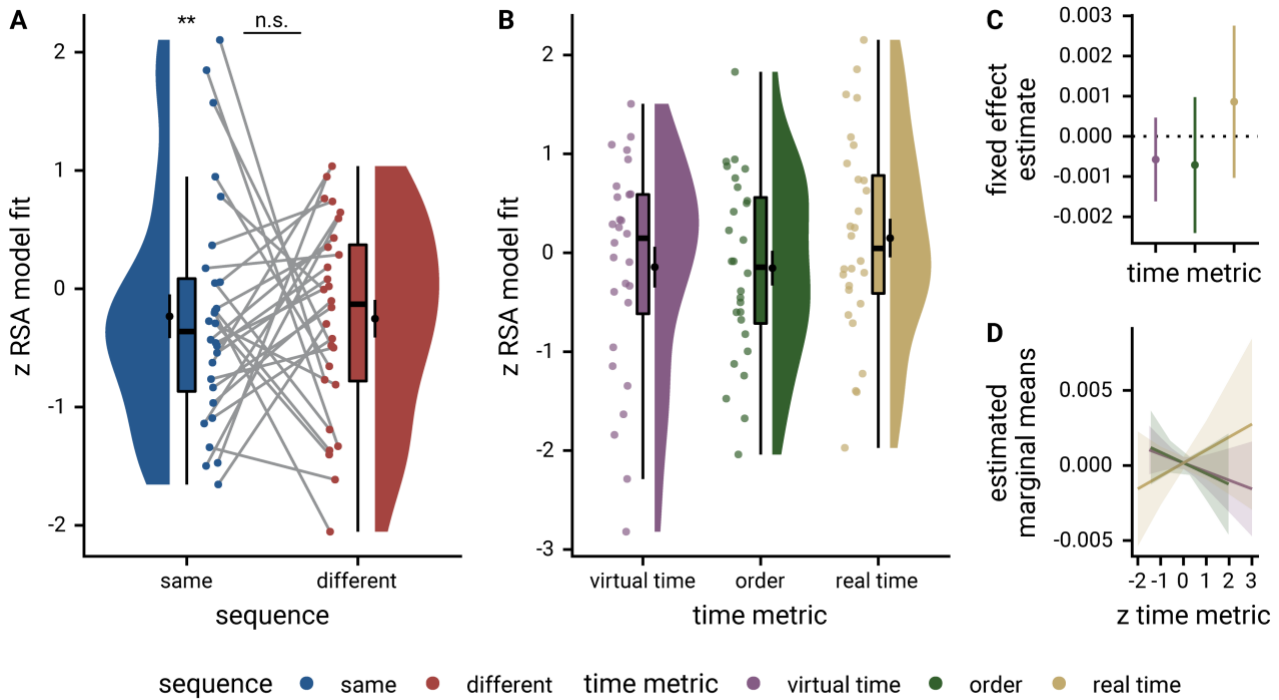 A
**
n.s.
z RSA model fit
2
1
0
-1
-2
same
different
sequence
B
z RSA model fit
2
1
0
-1
-2
-3
virtual time
order
real time
time metric
C
fixed effect
estimate
0.003
0.002
0.001
0.000
-0.001
-0.002
time metric
D
estimated
marginal means
0.005
0.000
-0.005
-2 -1 0 1 2 3
z time metric
sequence same different time metric virtual time order real time